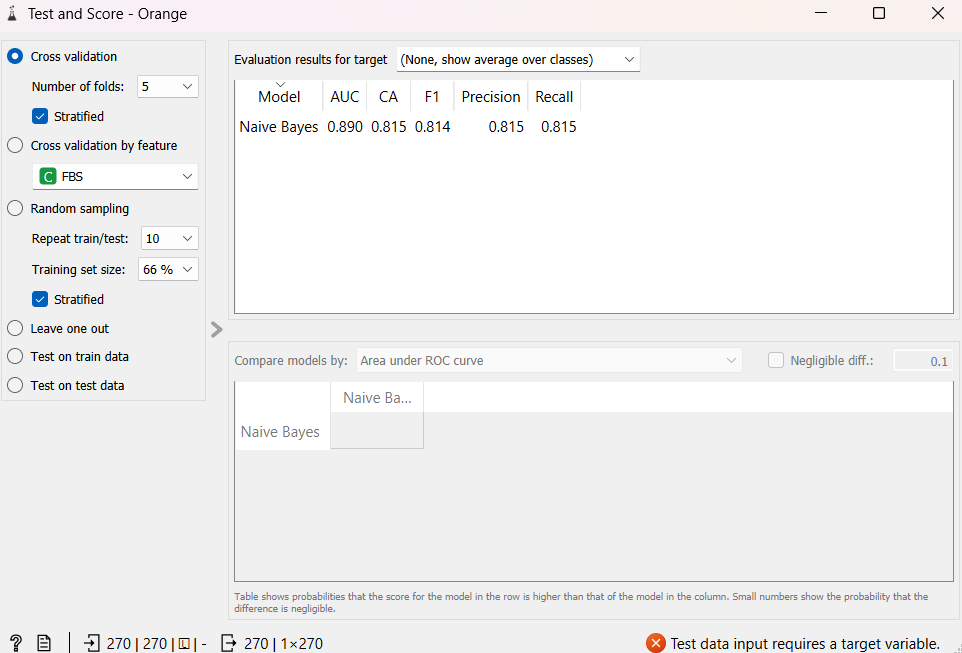 Test and Score - Orange
Cross validation
Number of folds: 5
Stratified
Cross validation by feature
C FBS
Random sampling
Repeat train/test: 10
Training set size: 66 %
Stratified
Leave one out
Test on train data
Test on test data
Evaluation results for target (None, show average over classes)
Model AUC CA F1 Precision Recall
Naive Bayes 0.890 0.815 0.814 0.815 0.815
Compare models by: Area under ROC curve Negligible diff.: 0.1
Naive Ba...
Naive Bayes
Table shows probabilities that the score for the model in the row is higher than that of the model in the column. Small numbers show the probability that the
difference is negligible.
? 270 | 270 | - 270 | 1×270 Test data input requires a target variable.